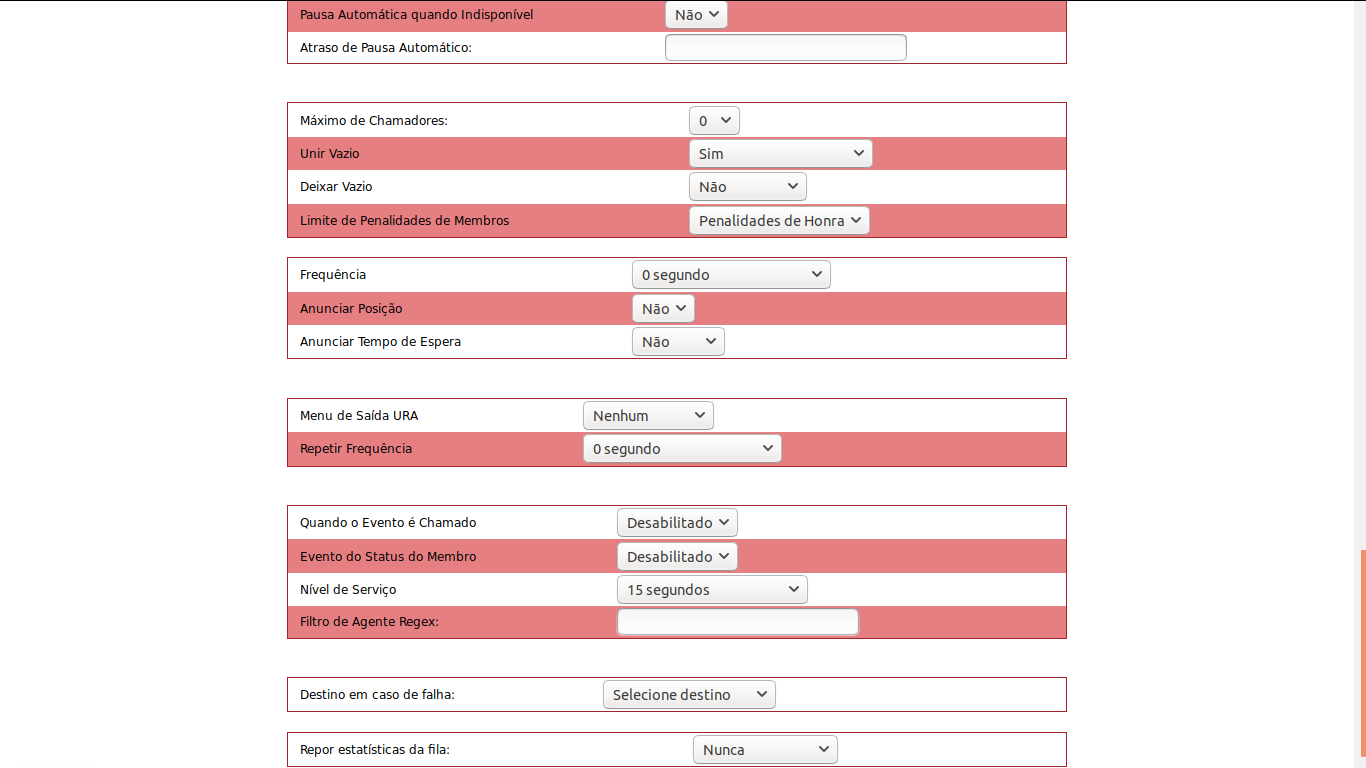 Pausa Automática quando Indisponível Não
Atraso de Pausa Automático:
Máximo de Chamadores: 0
Unir Vazio Sim
Deixar Vazio Não
Limite de Penalidades de Membros Penalidades de Honra
Frequência 0 segundo
Anunciar Posição Não
Anunciar Tempo de Espera Não
Menu de Saída URA Nenhum
Repetir Frequência 0 segundo
Quando o Evento é Chamado Desabilitado
Evento do Status do Membro Desabilitado
Nível de Serviço 15 segundos
Filtro de Agente Regex:
Destino em caso de falha: Selecione destino
Repor estatísticas da fila: Nunca